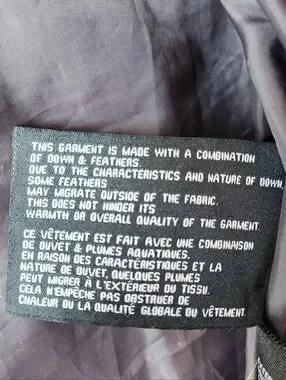 THIS GARMENT IS MADE WITH A COMBINATION
OF DOWN & FEATHERS.
DUE TO THE CHARACTERISTICS AND NATURE OF DOWN,
SOME FEATHERS
MAY MIGRATE OUTSIDE OF THE FABRIC.
THIS DOES NOT HINDER ITS
WARMTH OR OVERALL QUALITY OF THE GARMENT.
CE VÊTEMENT EST FAIT AVEC UNE COMBINAISON
DE DUVET & PLUMES AQUATIQUES.
EN RAISON DES CARACTÉRISTIQUES ET LA
NATURE DE DUVET, QUELQUES PLUMES
PEUT MIGRER À L'EXTÉRIEUR DU TISSU.
CELA N'EMPÊCHE PAS OBSTRUER DE
CHALEUR OU LA QUALITÉ GLOBALE DU VÊTEMENT.